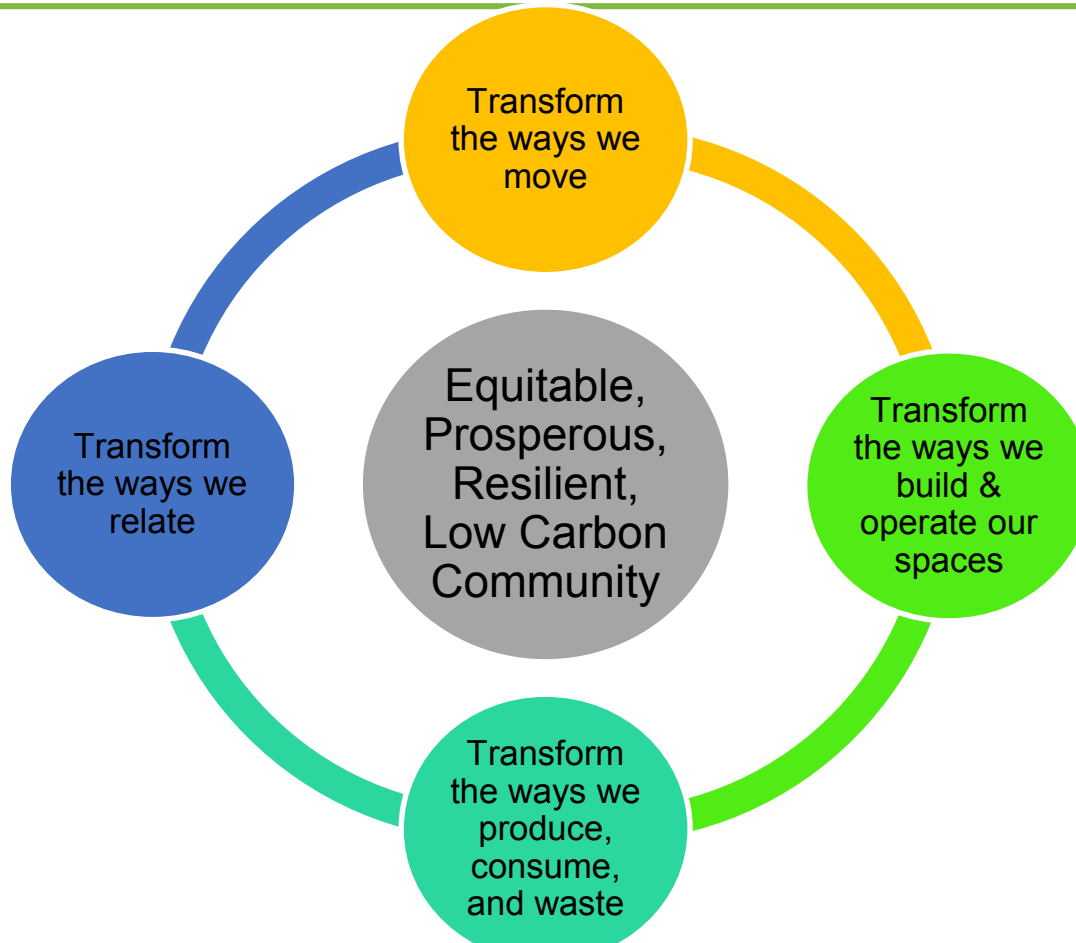 Transform
the ways we
move
Transform
the ways we
build &
operate our
spaces
Transform
the ways we
produce,
consume,
and waste
Transform
the ways we
relate
Equitable,
Prosperous,
Resilient,
Low Carbon
Community